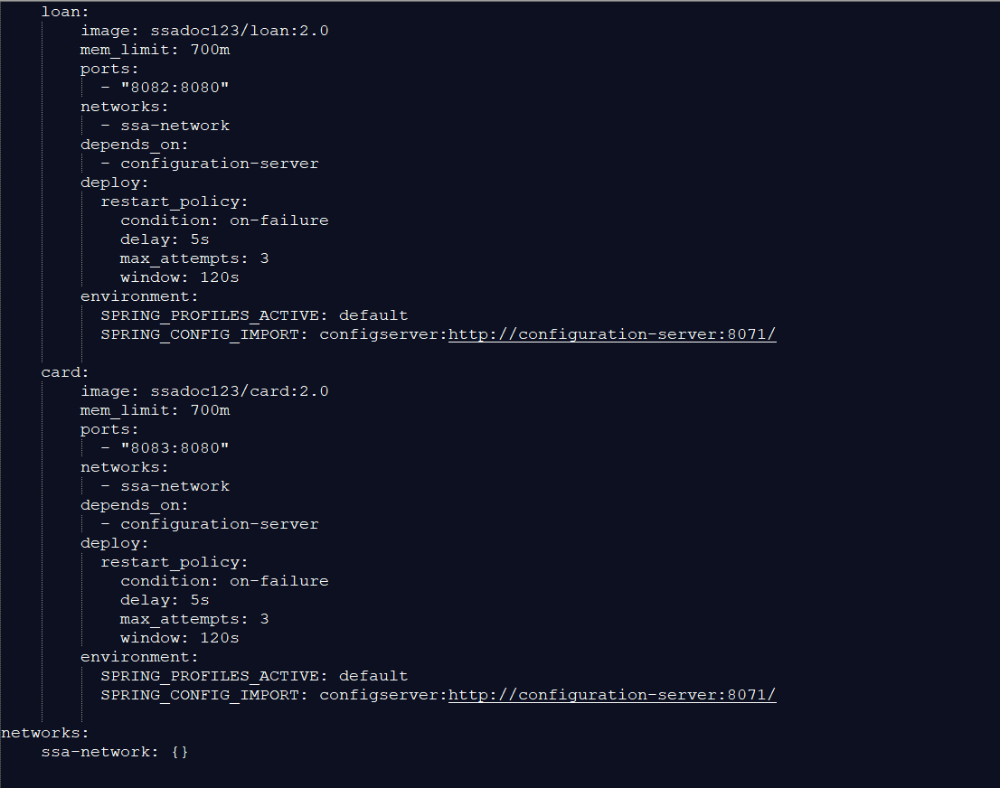 loan:
image: ssadoc123/loan:2.0
mem_limit: 700m
ports:
- "8082:8080"
networks:
- ssa-network
depends_on:
- configuration-server
deploy:
restart_policy:
condition: on-failure
delay: 5s
max_attempts: 3
window: 120s
environment:
SPRING_PROFILES_ACTIVE: default
SPRING_CONFIG_IMPORT: configserver:http://configuration-server:8071/
card:
image: ssadoc123/card:2.0
mem_limit: 700m
ports:
- "8083:8080"
networks:
- ssa-network
depends_on:
- configuration-server
deploy:
restart_policy:
condition: on-failure
delay: 5s
max_attempts: 3
window: 120s
environment:
SPRING_PROFILES_ACTIVE: default
SPRING_CONFIG_IMPORT: configserver:http://configuration-server:8071/
networks:
ssa-network: {}